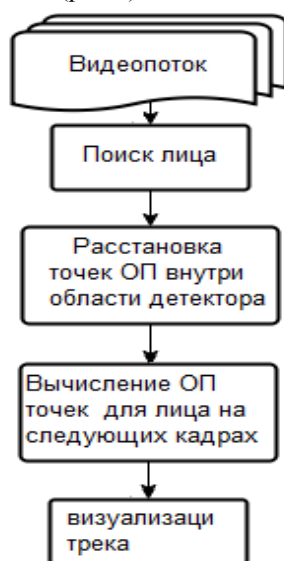 Видеопоток
Поиск лица
Расстановка
точек ОП внутри
области детектора
Вычисление ОП
точек для лица на
следующих кадрах
визуализаци
трека